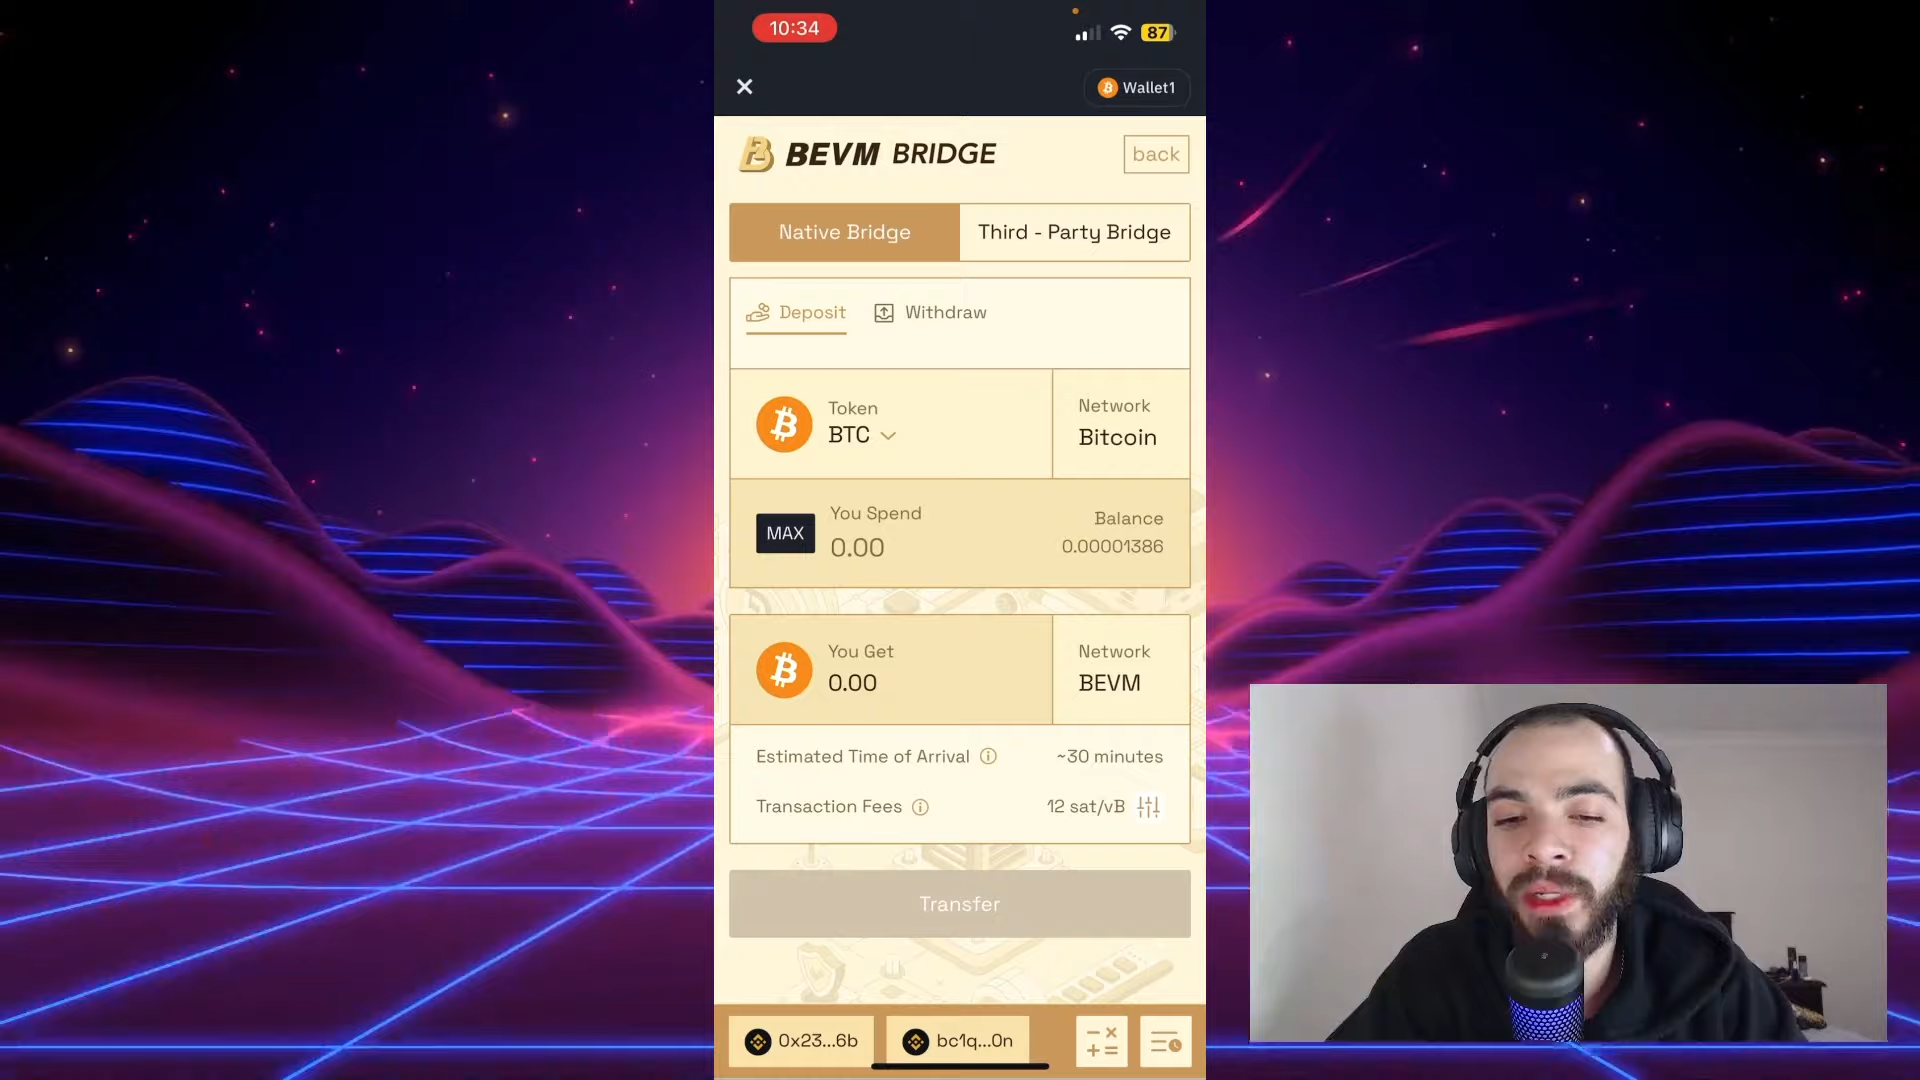 10:34
87
Wallet1
BEVM BRIDGE
back
Native Bridge
Third - Party Bridge
Deposit
Withdraw
Token
BTC
Network
Bitcoin
MAX
You Spend
0.00
Balance
0.00001386
You Get
0.00
Network
BEVM
Estimated Time of Arrival
~30 minutes
Transaction Fees
12 sat/vB
Transfer
0x23...6b
bc1q...0n